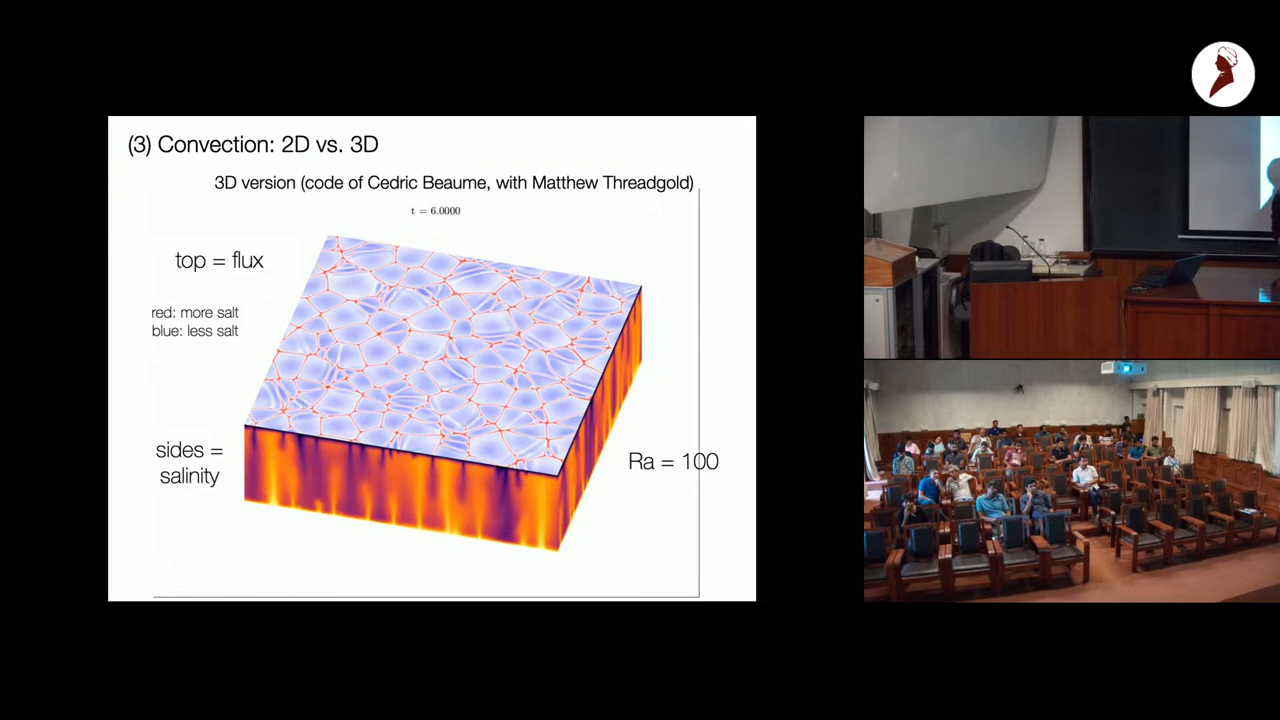 (3) Convection: 2D vs. 3D
3D version (code of Cedric Beaume, with Matthew Threadgold)
t = 6.0000
top = flux
red: more salt
blue: less salt
sides =
salinity
Ra = 100